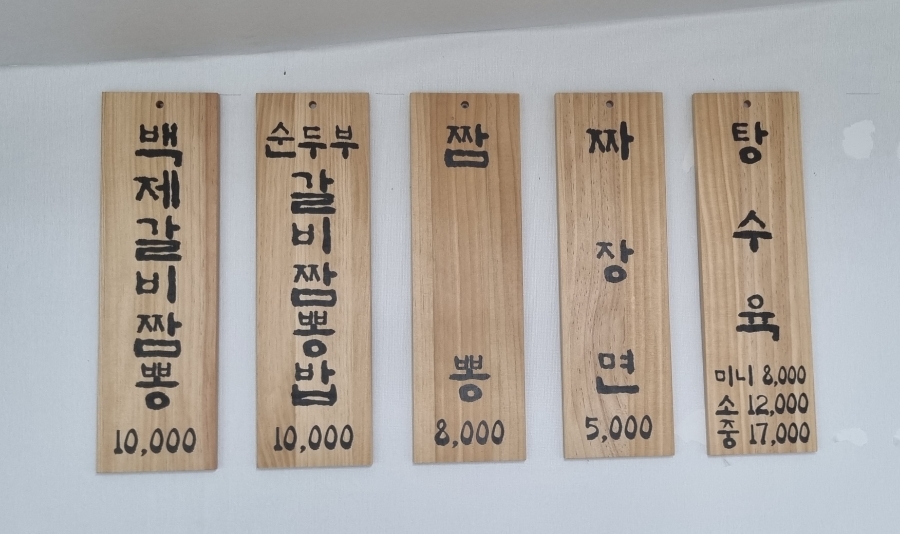 백제갈비짬뽕
10,000
순두부
갈비짬뽕밥
10,000
짬뽕
8,000
짜장면
5,000
탕수육
미니 8,000
소 12,000
중 17,000